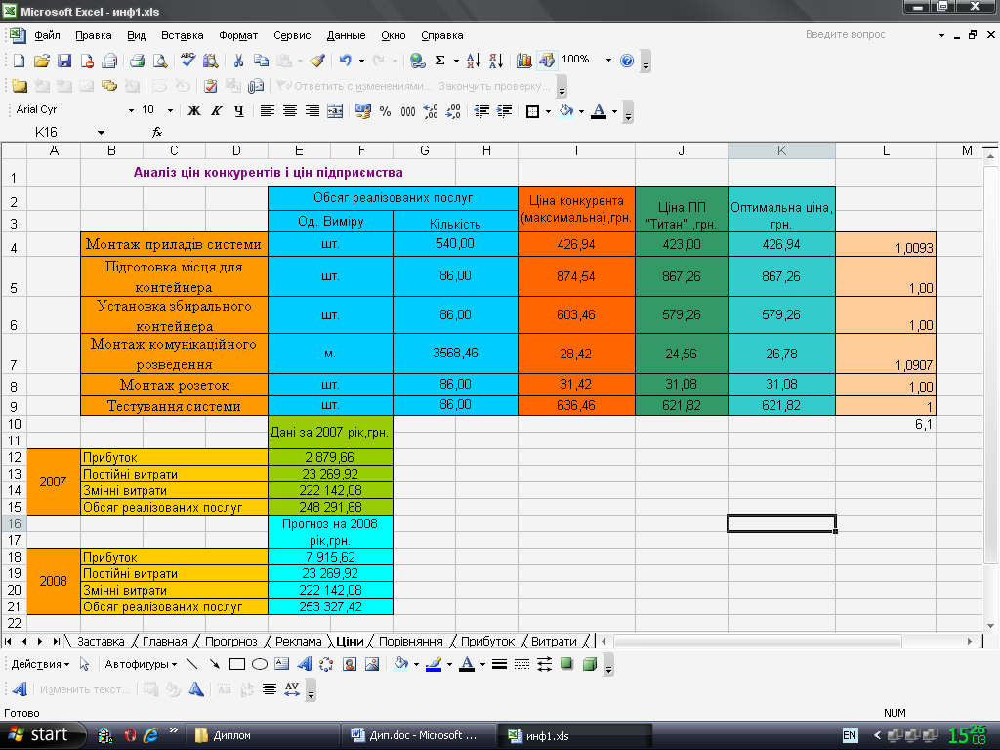 Microsoft Excel - инф1.xls
Файл Правка Вид Вставка Формат Сервис Данные Окно Справка Введите вопрос
100%
Ответить с изменениями... Закончить проверку...
Arial Cyr 10 Ж К Ч % 000
K16 fx
A B C D E F G H I J K L M
1 Аналіз цін конкурентів і цін підприємства
2 Обсяг реалізованих послуг Ціна конкурента (максимальна),грн. Ціна ПП "Титан" ,грн. Оптимальна ціна, грн.
3 Од. Виміру Кількість
4 Монтаж приладів системи шт. 540,00 426,94 423,00 426,94 1,0093
5 Підготовка місця для контейнера шт. 86,00 874,54 867,26 867,26 1,00
6 Установка збирального контейнера шт. 86,00 603,46 579,26 579,26 1,00
7 Монтаж комунікаційного розведення м. 3568,46 28,42 24,56 26,78 1,0907
8 Монтаж розеток шт. 86,00 31,42 31,08 31,08 1,00
9 Тестування системи шт. 86,00 636,46 621,82 621,82 1
10 Дані за 2007 рік,грн. 6,1
11
12 2007 Прибуток 2 879,66
13 Постійні витрати 23 269,92
14 Змінні витрати 222 142,08
15 Обсяг реалізованих послуг 248 291,68
16 Прогноз на 2008
17 рік,грн.
18 2008 Прибуток 7 915,62
19 Постійні витрати 23 269,92
20 Змінні витрати 222 142,08
21 Обсяг реалізованих послуг 253 327,42
22
Заставка Главная Прогрноз Реклама Ціни Порівняння Прибуток Витрати
Действия Автофигуры
Изменить текст... Aa аб AV
Готово NUM
start Диплом Дип.doc - Microsoft ... инф1.xls EN 15 26 03